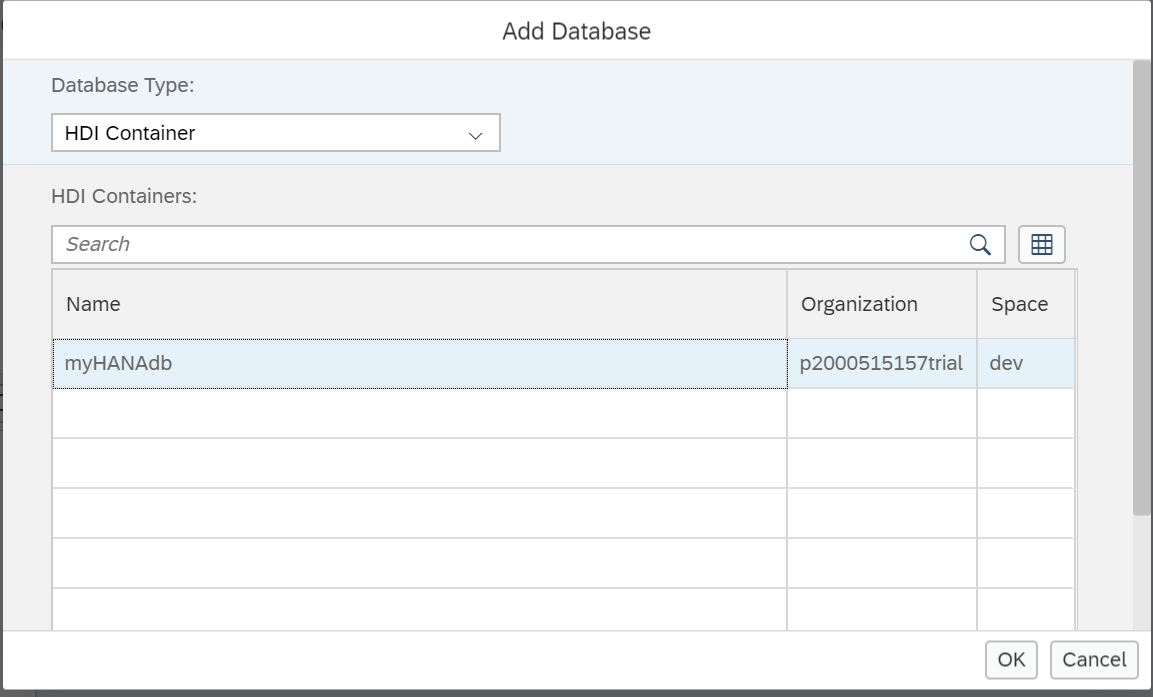 Add Database
Database Type:
HDI Container
HDI Containers:
Search
Name Organization Space
myHANAdb p2000515157trial dev
OK Cancel